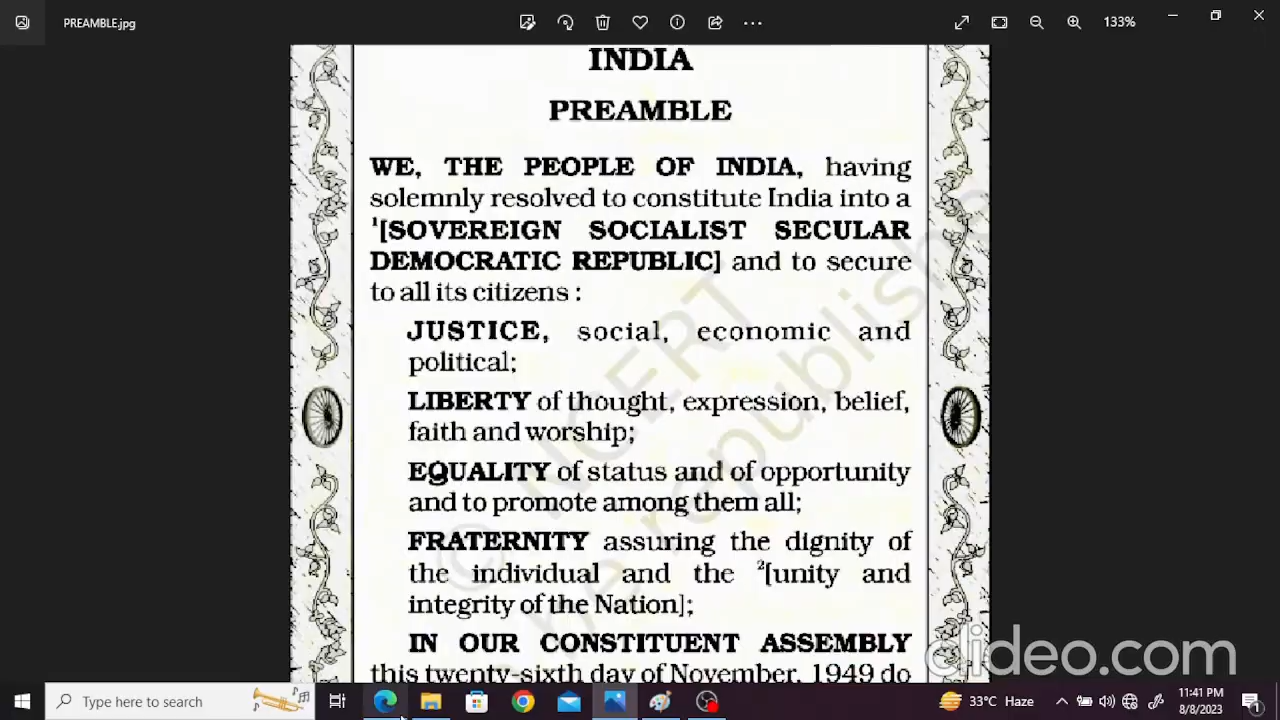 PREAMBLE.jpg
133%
INDIA
PREAMBLE
WE, THE PEOPLE OF INDIA, having
solemnly resolved to constitute India into a
¹[SOVEREIGN SOCIALIST SECULAR
DEMOCRATIC REPUBLIC] and to secure
to all its citizens :
JUSTICE, social, economic and
political;
LIBERTY of thought, expression, belief,
faith and worship;
EQUALITY of status and of opportunity
and to promote among them all;
FRATERNITY assuring the dignity of
the individual and the ²[unity and
integrity of the Nation];
IN OUR CONSTITUENT ASSEMBLY
this twenty-sixth day of November, 1949 do
© NCERT
republishe
clideo.com
Type here to search
33°C Haze
11:41 PM
8/8/2023
1